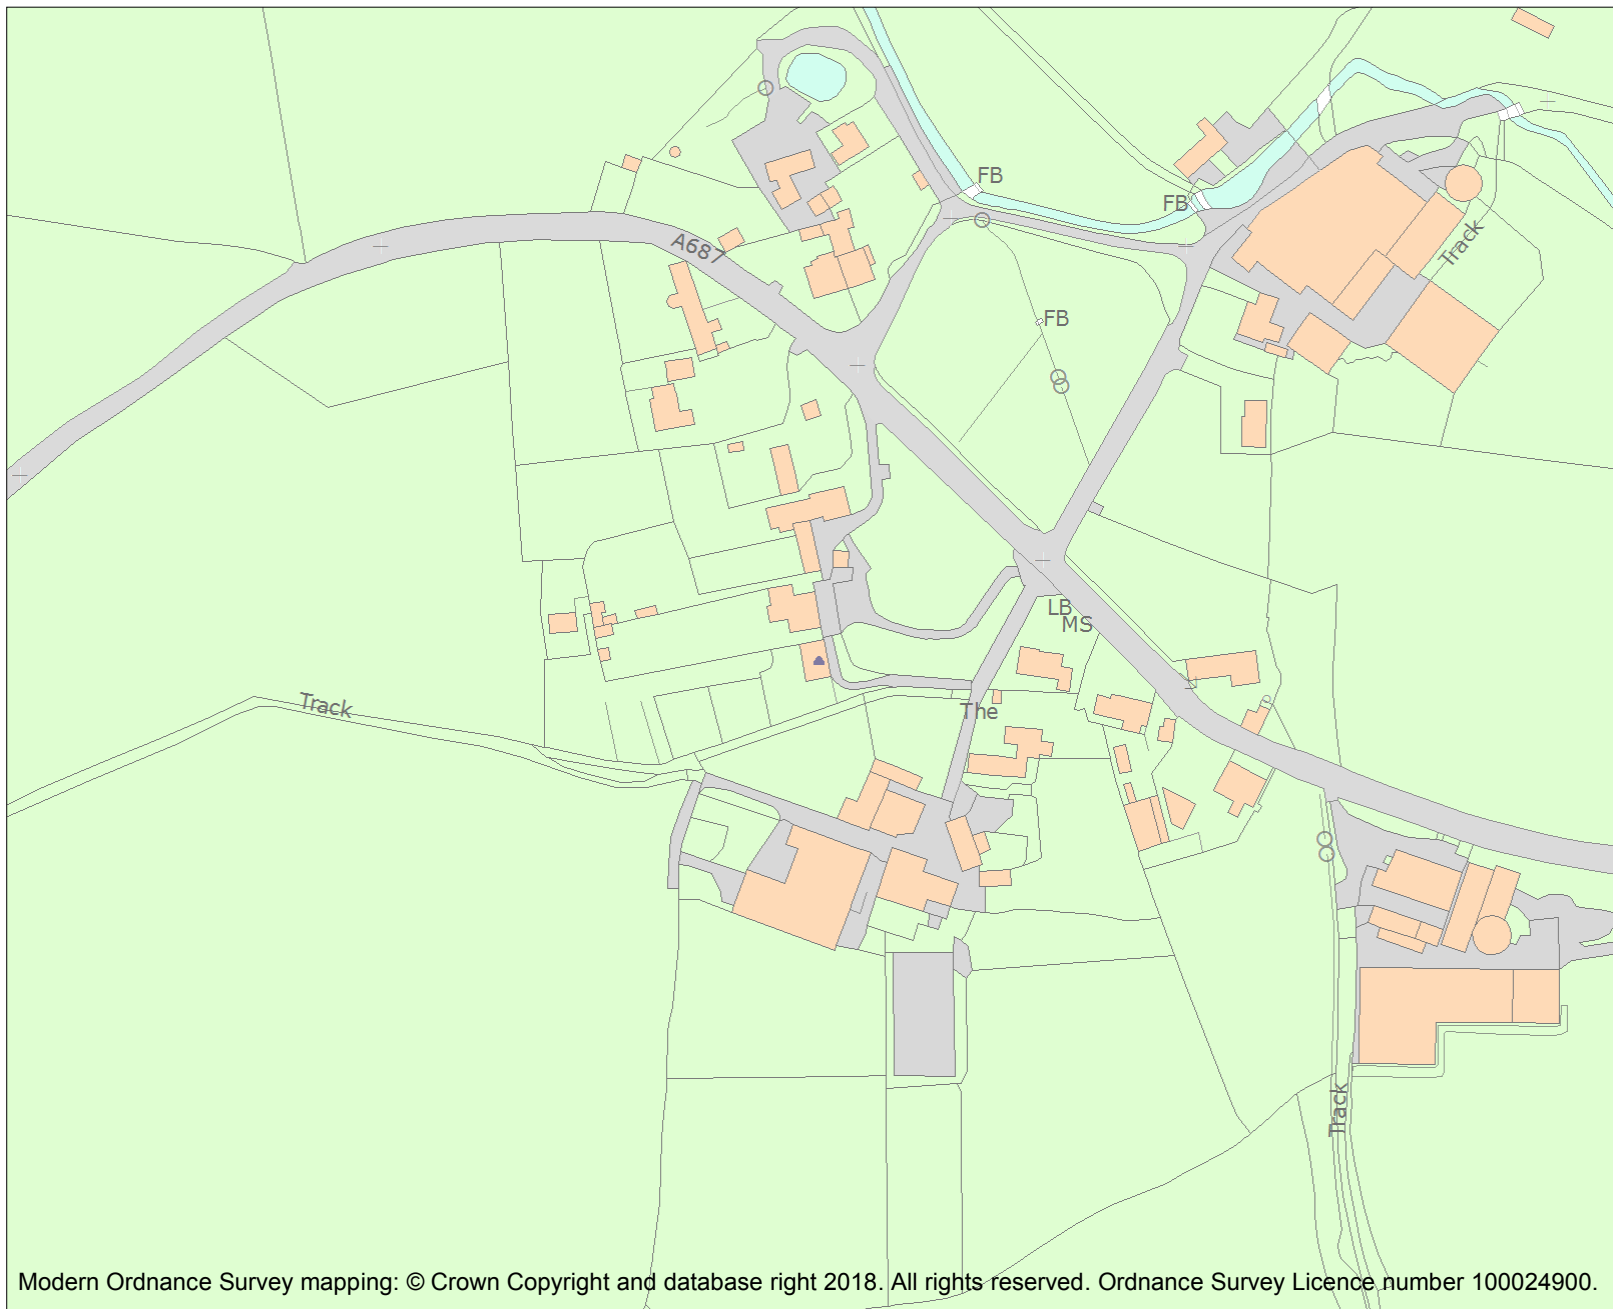 FB
FB
Track
A687
FB
LB
MS
Track
The
Track
Modern Ordnance Survey mapping: © Crown Copyright and database right 2018. All rights reserved. Ordnance Survey Licence number 100024900.